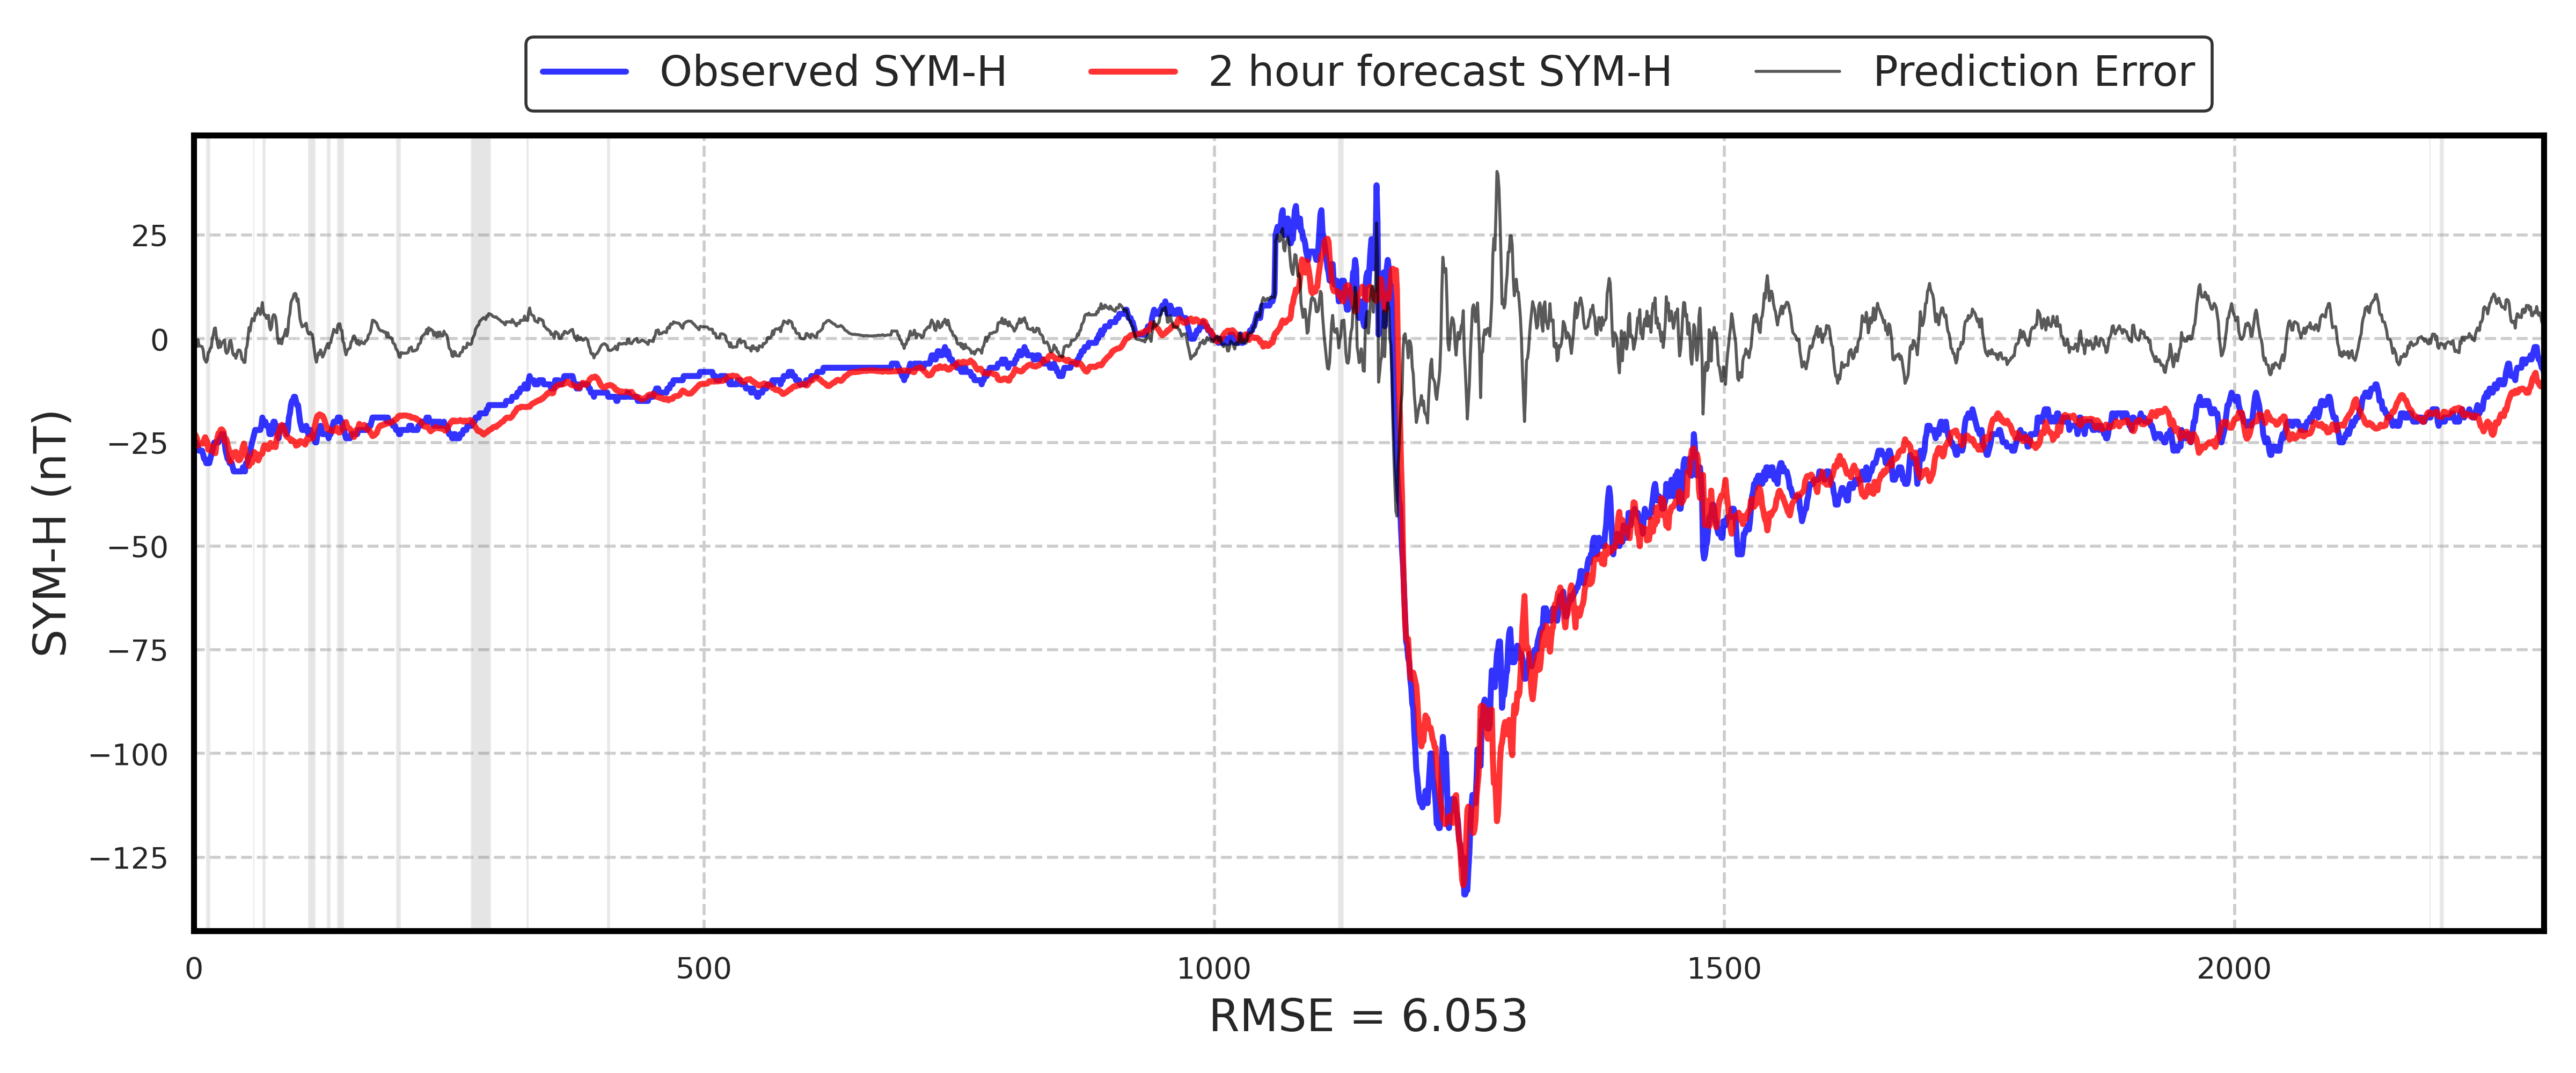 Observed SYM-H 2 hour forecast SYM-H Prediction Error
SYM-H (nT)
25
0
−25
−50
−75
−100
−125
0 500 1000 1500 2000
RMSE = 6.053